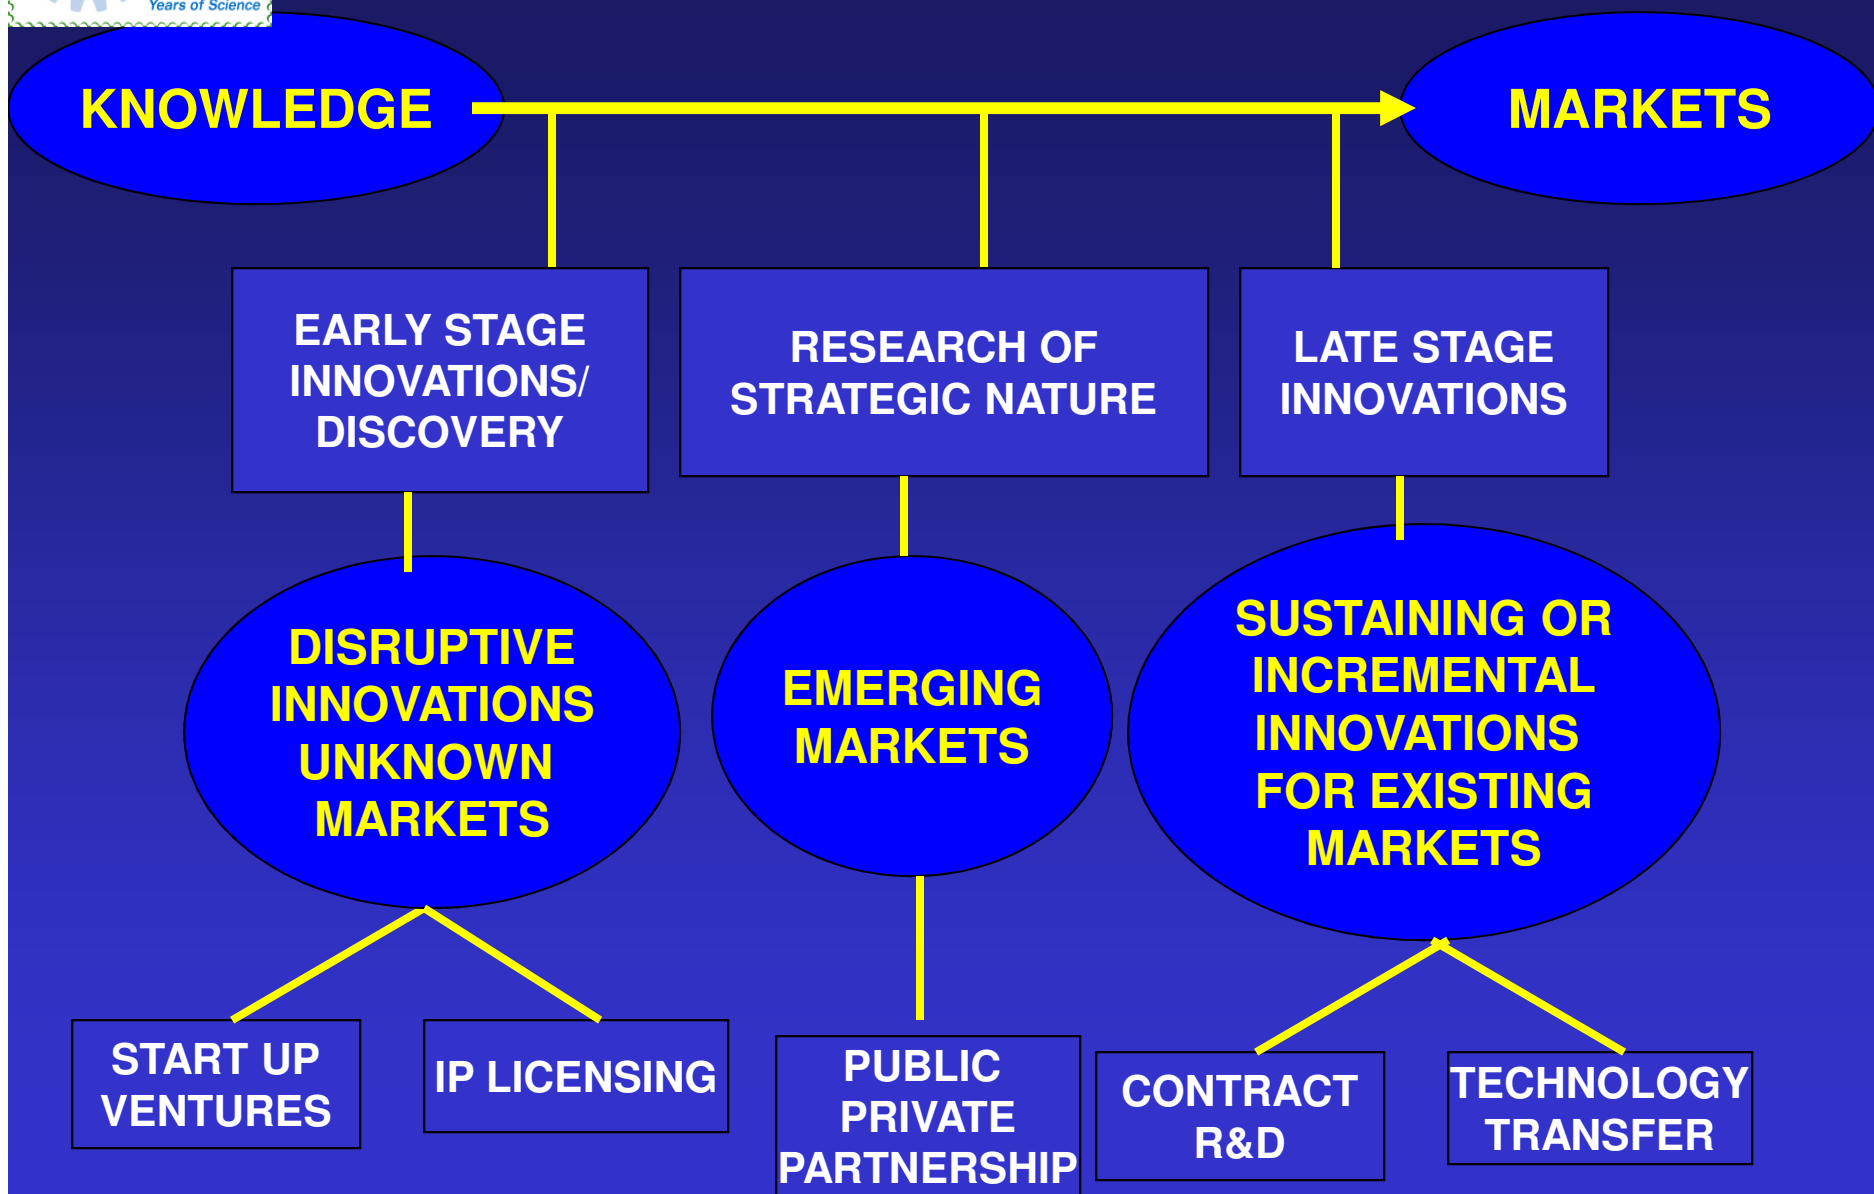 Years of Science
KNOWLEDGE
MARKETS
EARLY STAGE
INNOVATIONS/
DISCOVERY
RESEARCH OF
STRATEGIC NATURE
LATE STAGE
INNOVATIONS
DISRUPTIVE
INNOVATIONS
UNKNOWN
MARKETS
EMERGING
MARKETS
SUSTAINING OR
INCREMENTAL
INNOVATIONS
FOR EXISTING
MARKETS
START UP
VENTURES
IP LICENSING
PUBLIC
PRIVATE
PARTNERSHIP
CONTRACT
R&D
TECHNOLOGY
TRANSFER